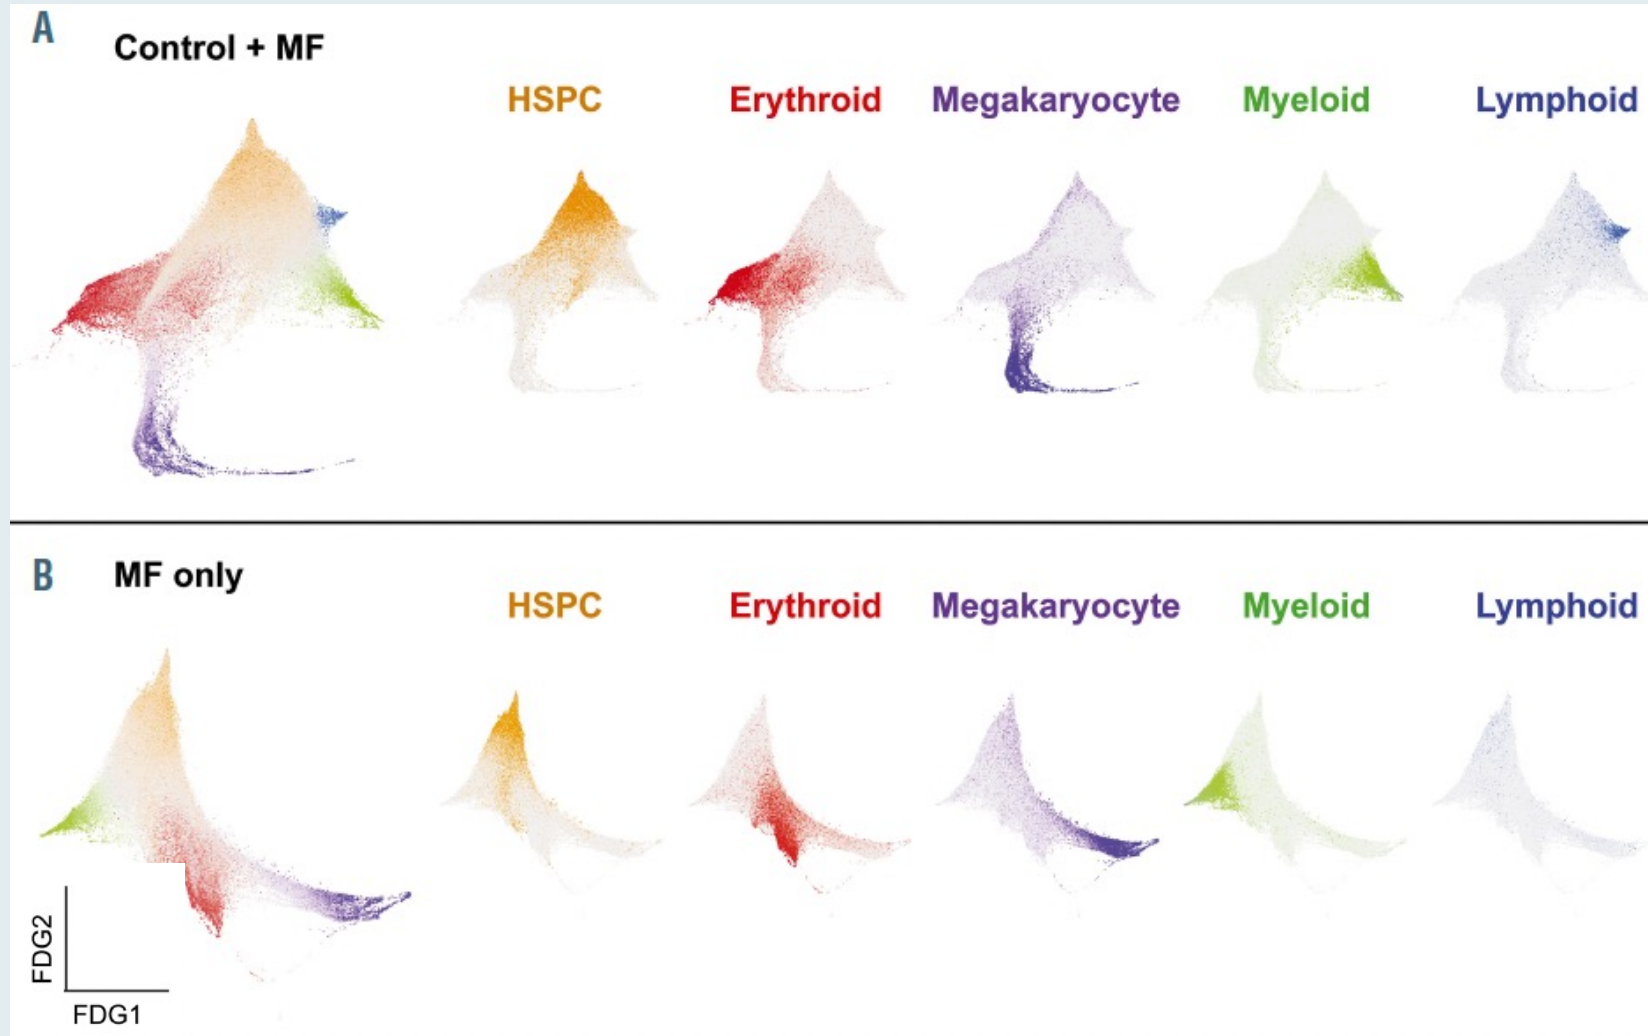 A
Control + MF
HSPC
Erythroid
Megakaryocyte
Myeloid
Lymphoid
B
MF only
HSPC
Erythroid
Megakaryocyte
Myeloid
Lymphoid
FDG2
FDG1